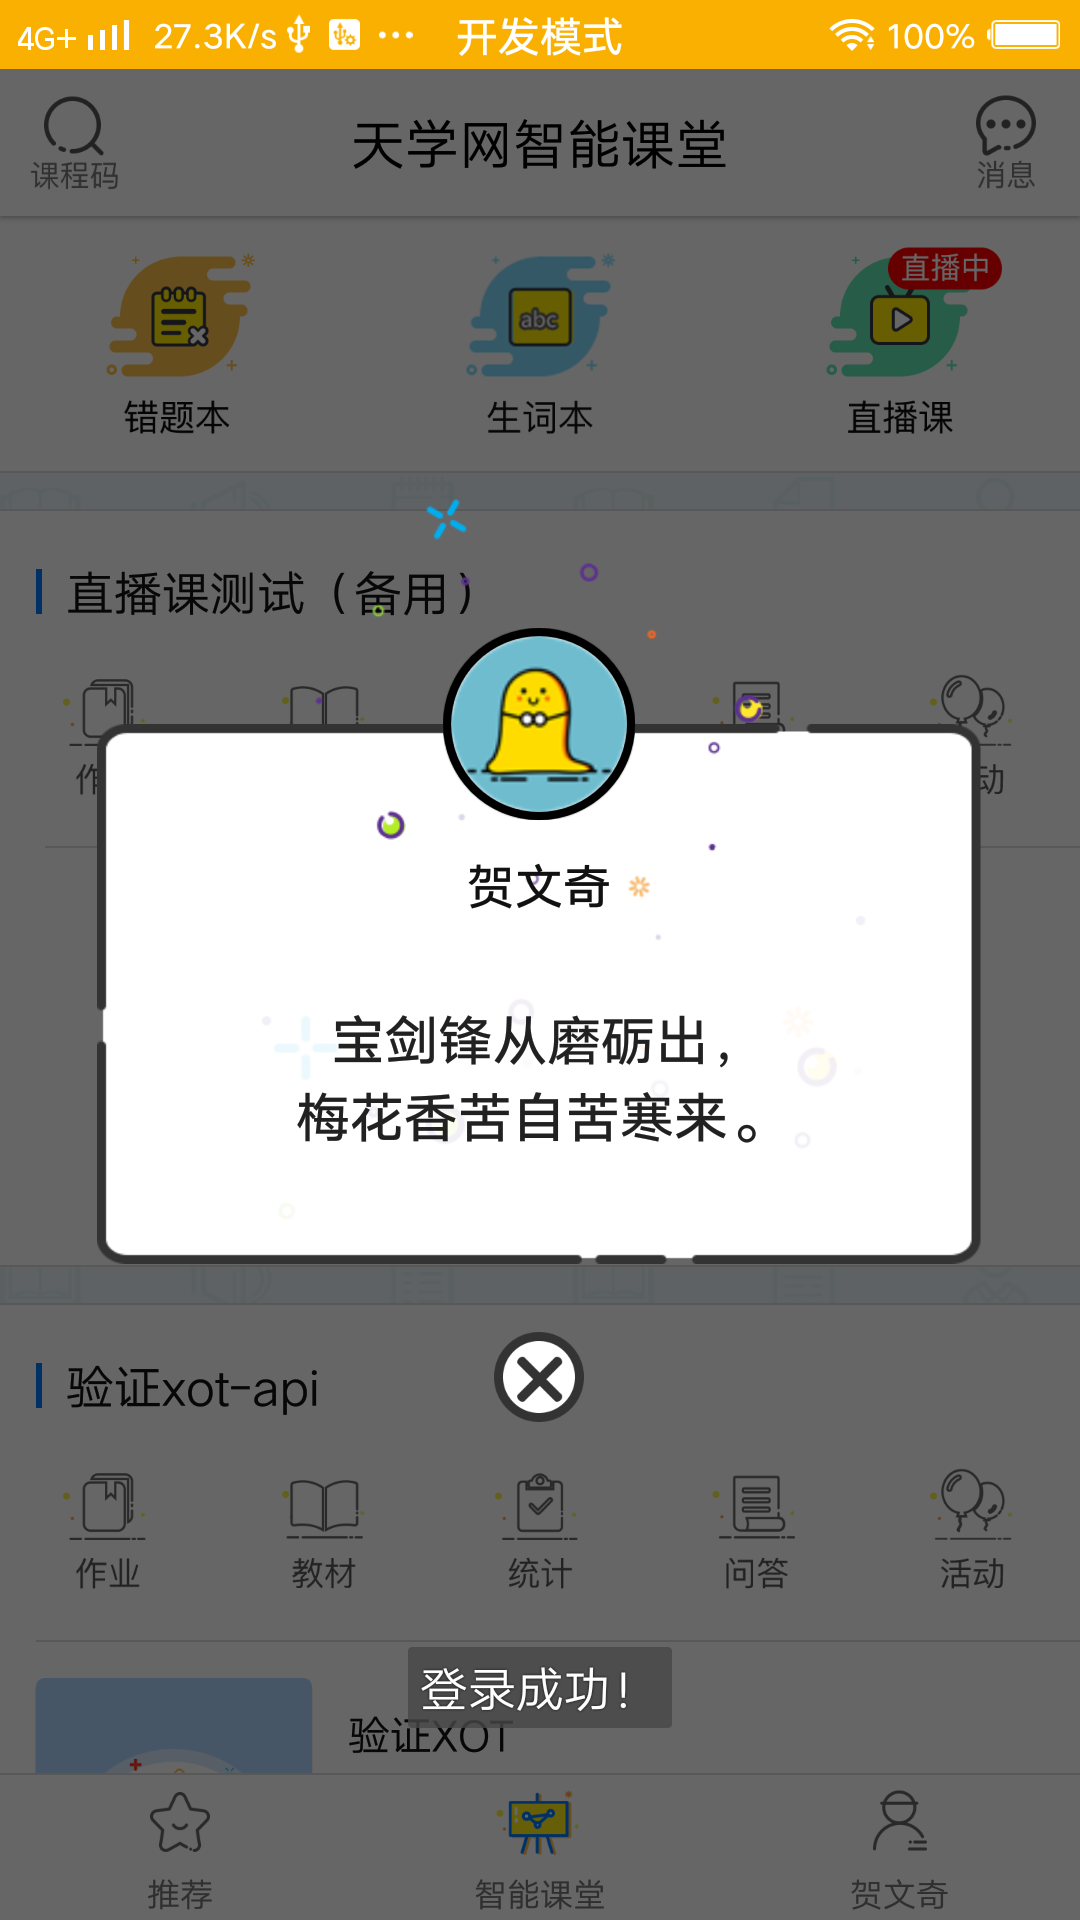 4G+ 27.3K/s 开发模式 100%
天学网智能课堂
课程码
消息
直播中
abc
错题本 生词本 直播课
直播课测试（备用）
作
动
贺文奇
宝剑锋从磨砺出，
梅花香自苦寒来。
验证xot-api
作业 教材 统计 问答 活动
登录成功！
验证XOT
推荐 智能课堂 贺文奇